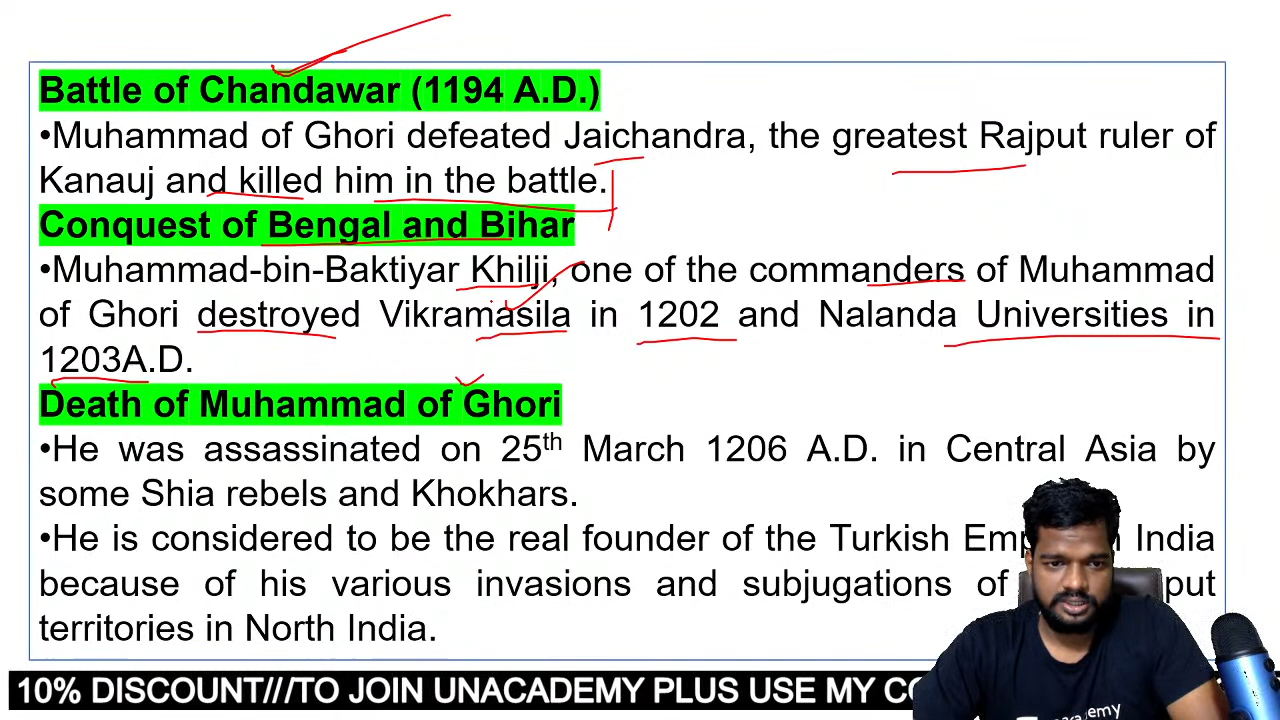 Battle of Chandawar (1194 A.D.)
•Muhammad of Ghori defeated Jaichandra, the greatest Rajput ruler of
Kanauj and killed him in the battle.
Conquest of Bengal and Bihar
•Muhammad-bin-Baktiyar Khilji, one of the commanders of Muhammad
of Ghori destroyed Vikramasila in 1202 and Nalanda Universities in
1203A.D.
Death of Muhammad of Ghori
•He was assassinated on 25th March 1206 A.D. in Central Asia by
some Shia rebels and Khokhars.
•He is considered to be the real founder of the Turkish India
because of his various invasions and subjugations of
territories in North India.
10% DISCOUNT///TO JOIN UNACADEMY PLUS USE MY